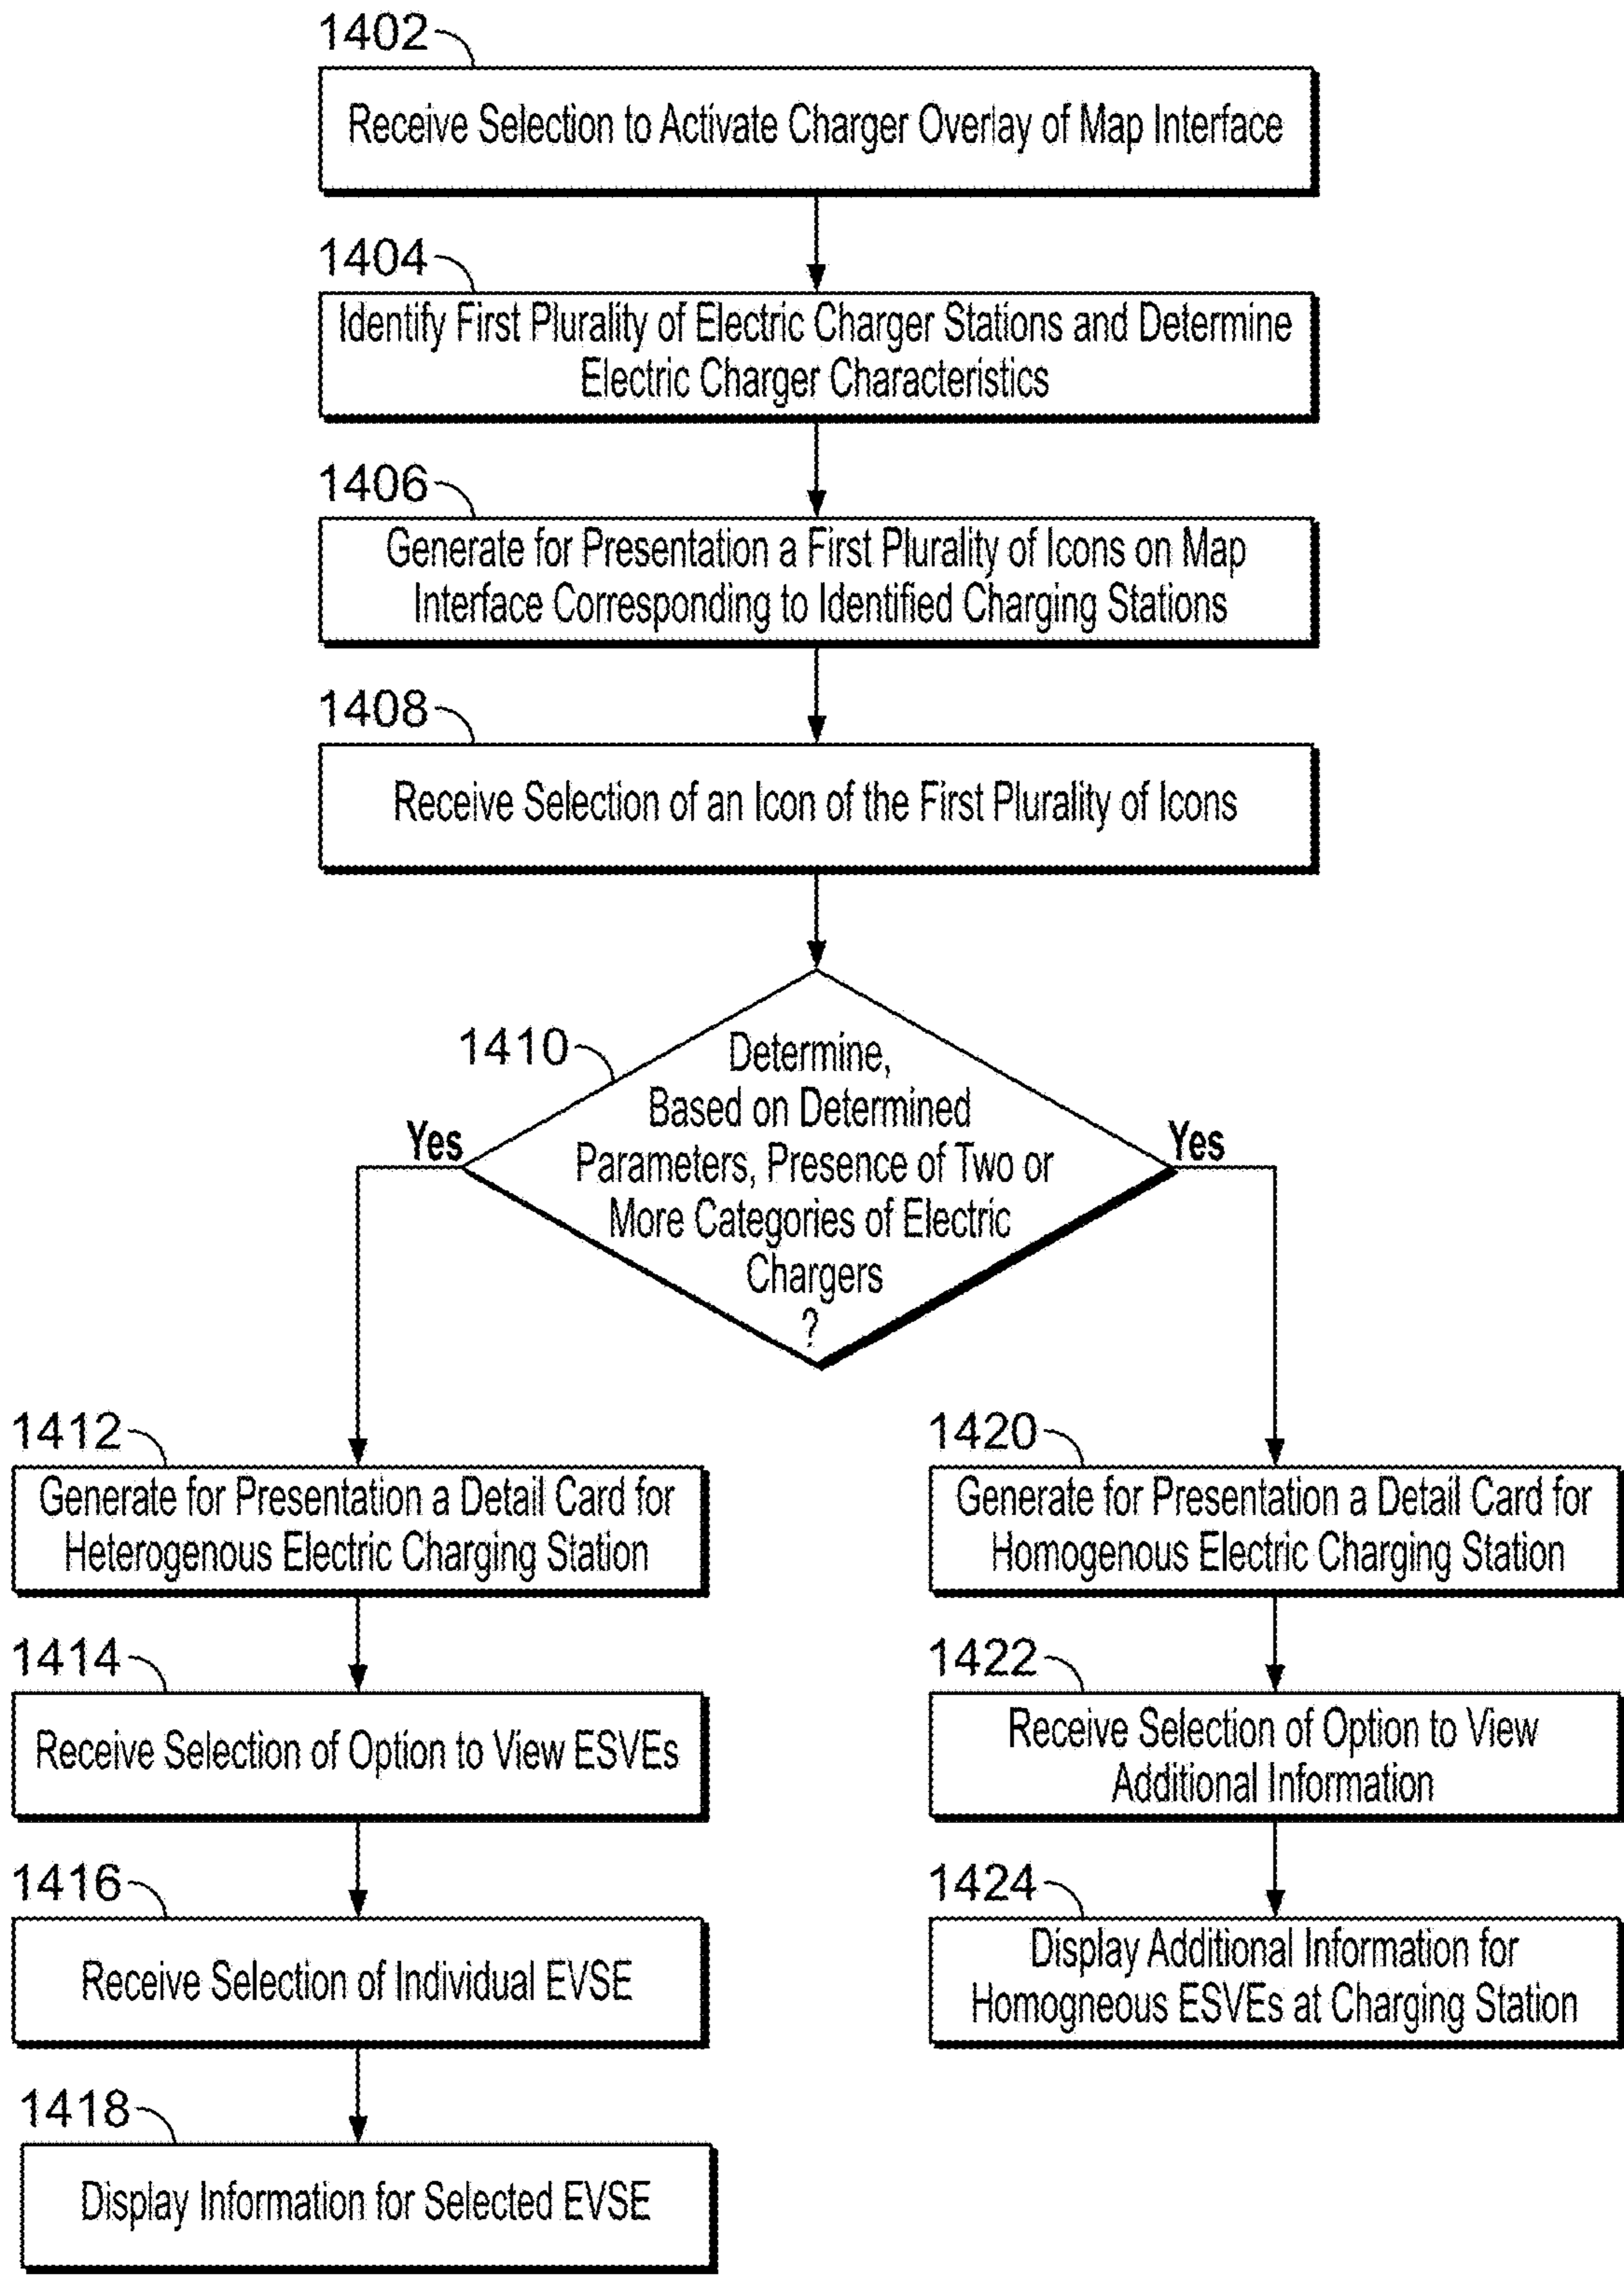 1402
Receive Selection to Activate Charger Overlay of Map Interface
1404
Identify First Plurality of Electric Charger Stations and Determine
Electric Charger Characteristics
1406
Generate for Presentation a First Plurality of Icons on Map
Interface Corresponding to Identified Charging Stations
1408
Receive Selection of an Icon of the First Plurality of Icons
1410
Determine,
Based on Determined
Parameters, Presence of Two or
More Categories of Electric
Chargers
?
Yes
Yes
1412
Generate for Presentation a Detail Card for
Heterogenous Electric Charging Station
1414
Receive Selection of Option to View ESVEs
1416
Receive Selection of Individual EVSE
1418
Display Information for Selected EVSE
1420
Generate for Presentation a Detail Card for
Homogenous Electric Charging Station
1422
Receive Selection of Option to View
Additional Information
1424
Display Additional Information for
Homogneous ESVEs at Charging Station